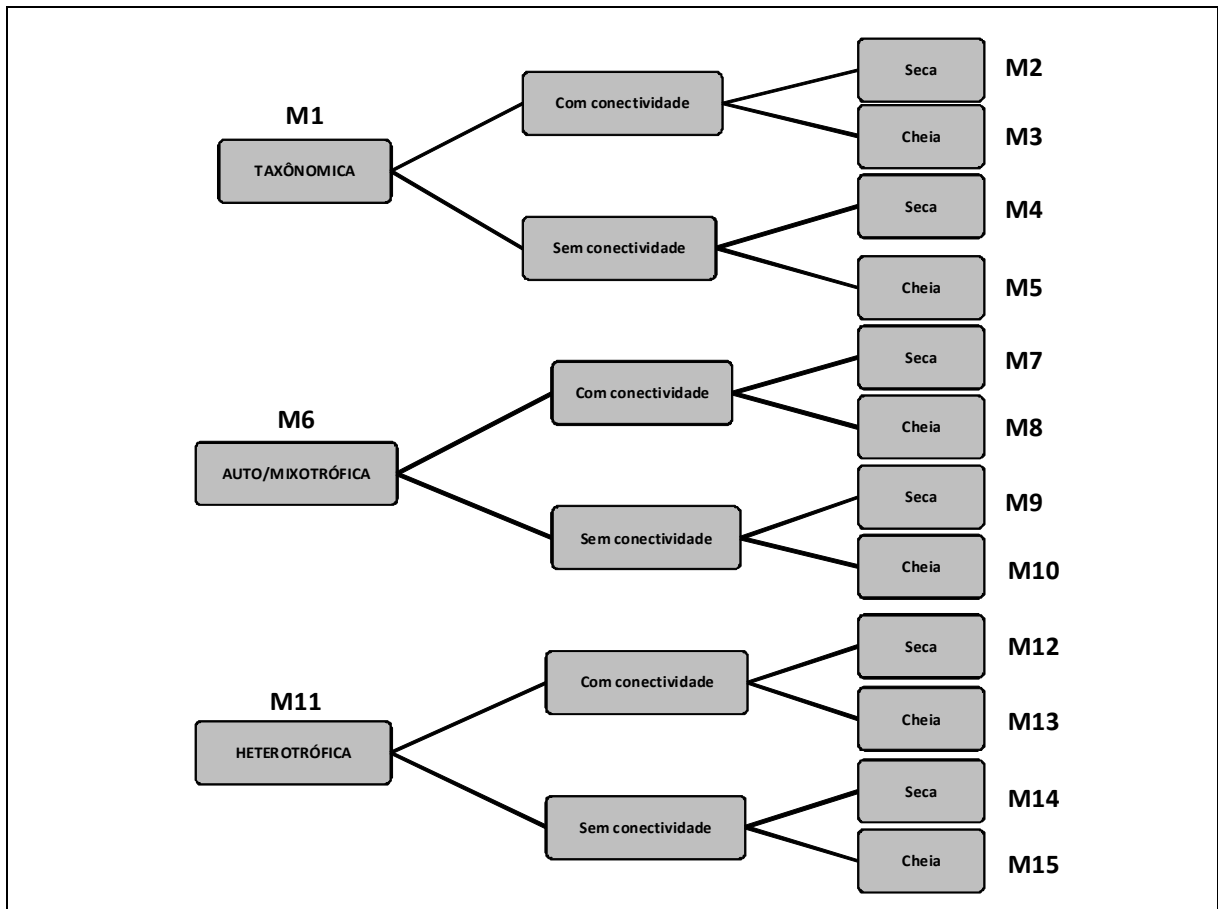 M1
TAXÔNOMICA
Com conectividade
Seca
M2
Cheia
M3
Sem conectividade
Seca
M4
Cheia
M5
M6
AUTO/MIXOTRÓFICA
Com conectividade
Seca
M7
Cheia
M8
Sem conectividade
Seca
M9
Cheia
M10
M11
HETEROTRÓFICA
Com conectividade
Seca
M12
Cheia
M13
Sem conectividade
Seca
M14
Cheia
M15